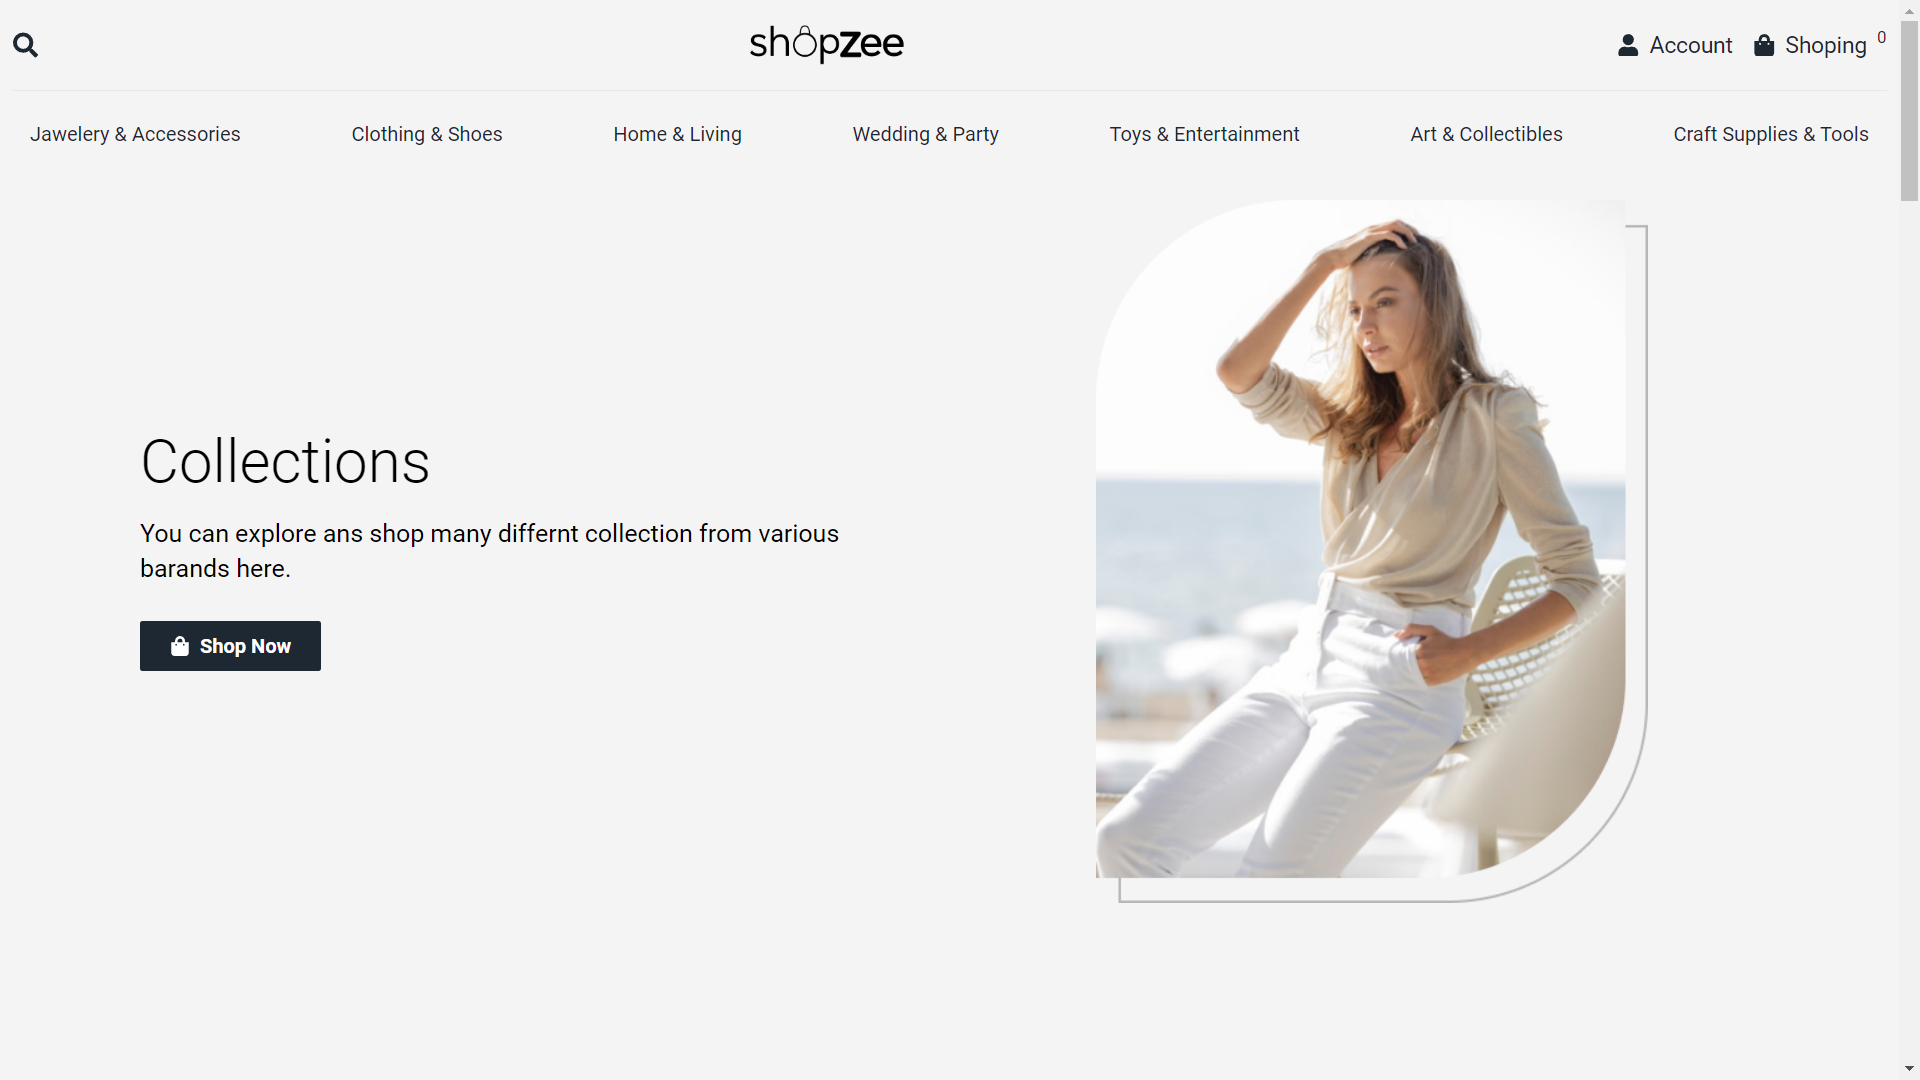 shopzee
Account
Shoping 0
Jawelery & Accessories
Clothing & Shoes
Home & Living
Wedding & Party
Toys & Entertainment
Art & Collectibles
Craft Supplies & Tools
Collections
You can explore ans shop many differnt collection from various
barands here.
Shop Now